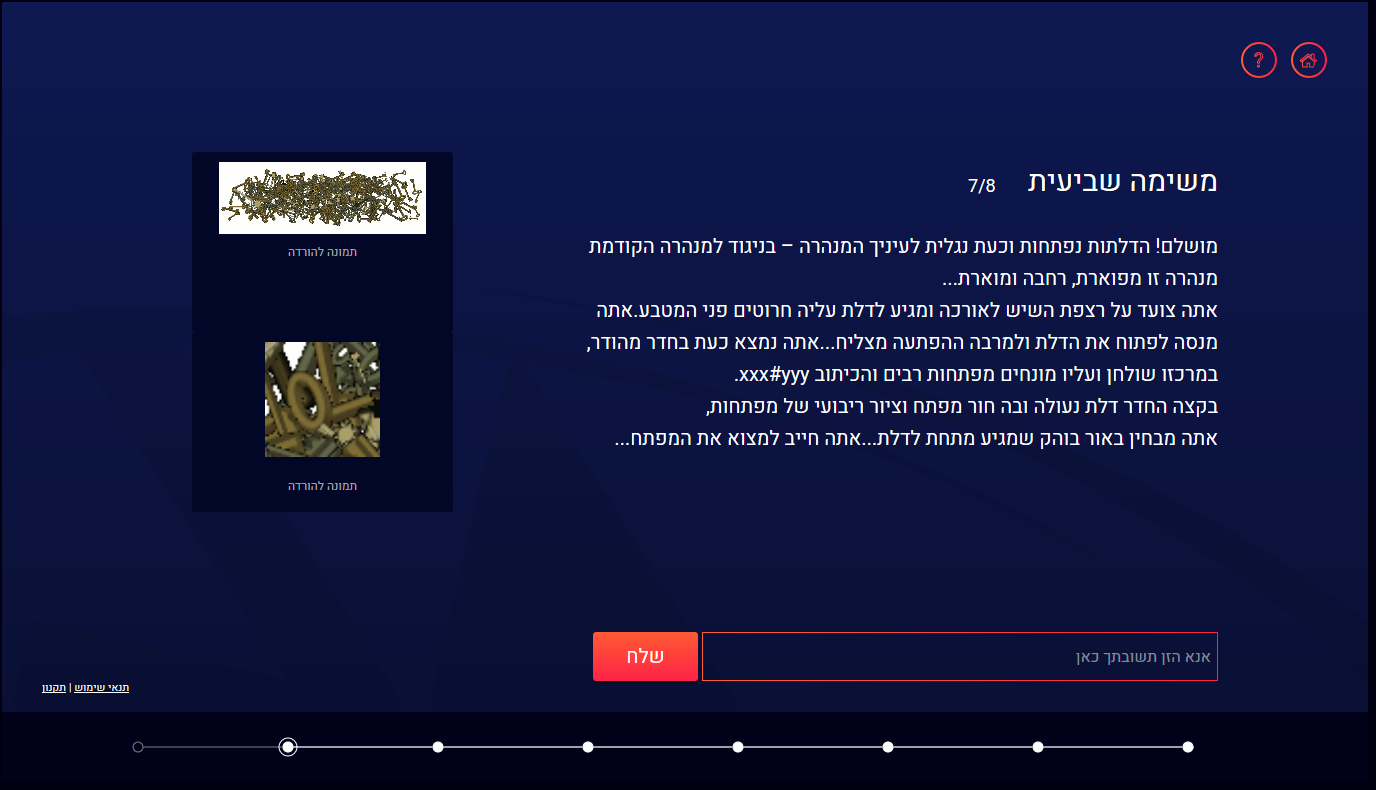 משימה שביעית 7/8
מושלם! הדלתות נפתחות וכעת נגלית לעיניך המנהרה – בניגוד למנהרה הקודמת
מנהרה זו מפוארת, רחבה ומוארת...
אתה צועד על רצפת השיש לאורכה ומגיע לדלת עליה חרוטים פני המטבע.אתה
מנסה לפתוח את הדלת ולמרבה ההפתעה מצליח...אתה נמצא כעת בחדר מהודר,
במרכזו שולחן ועליו מונחים מפתחות רבים והכיתוב xxx#yyy.
בקצה החדר דלת נעולה ובה חור מפתח וציור ריבועי של מפתחות,
אתה מבחין באור בוהק שמגיע מתחת לדלת...אתה חייב למצוא את המפתח...
תמונה להורדה
תמונה להורדה
אנא הזן תשובתך כאן
שלח
תנאי שימוש | תקנון